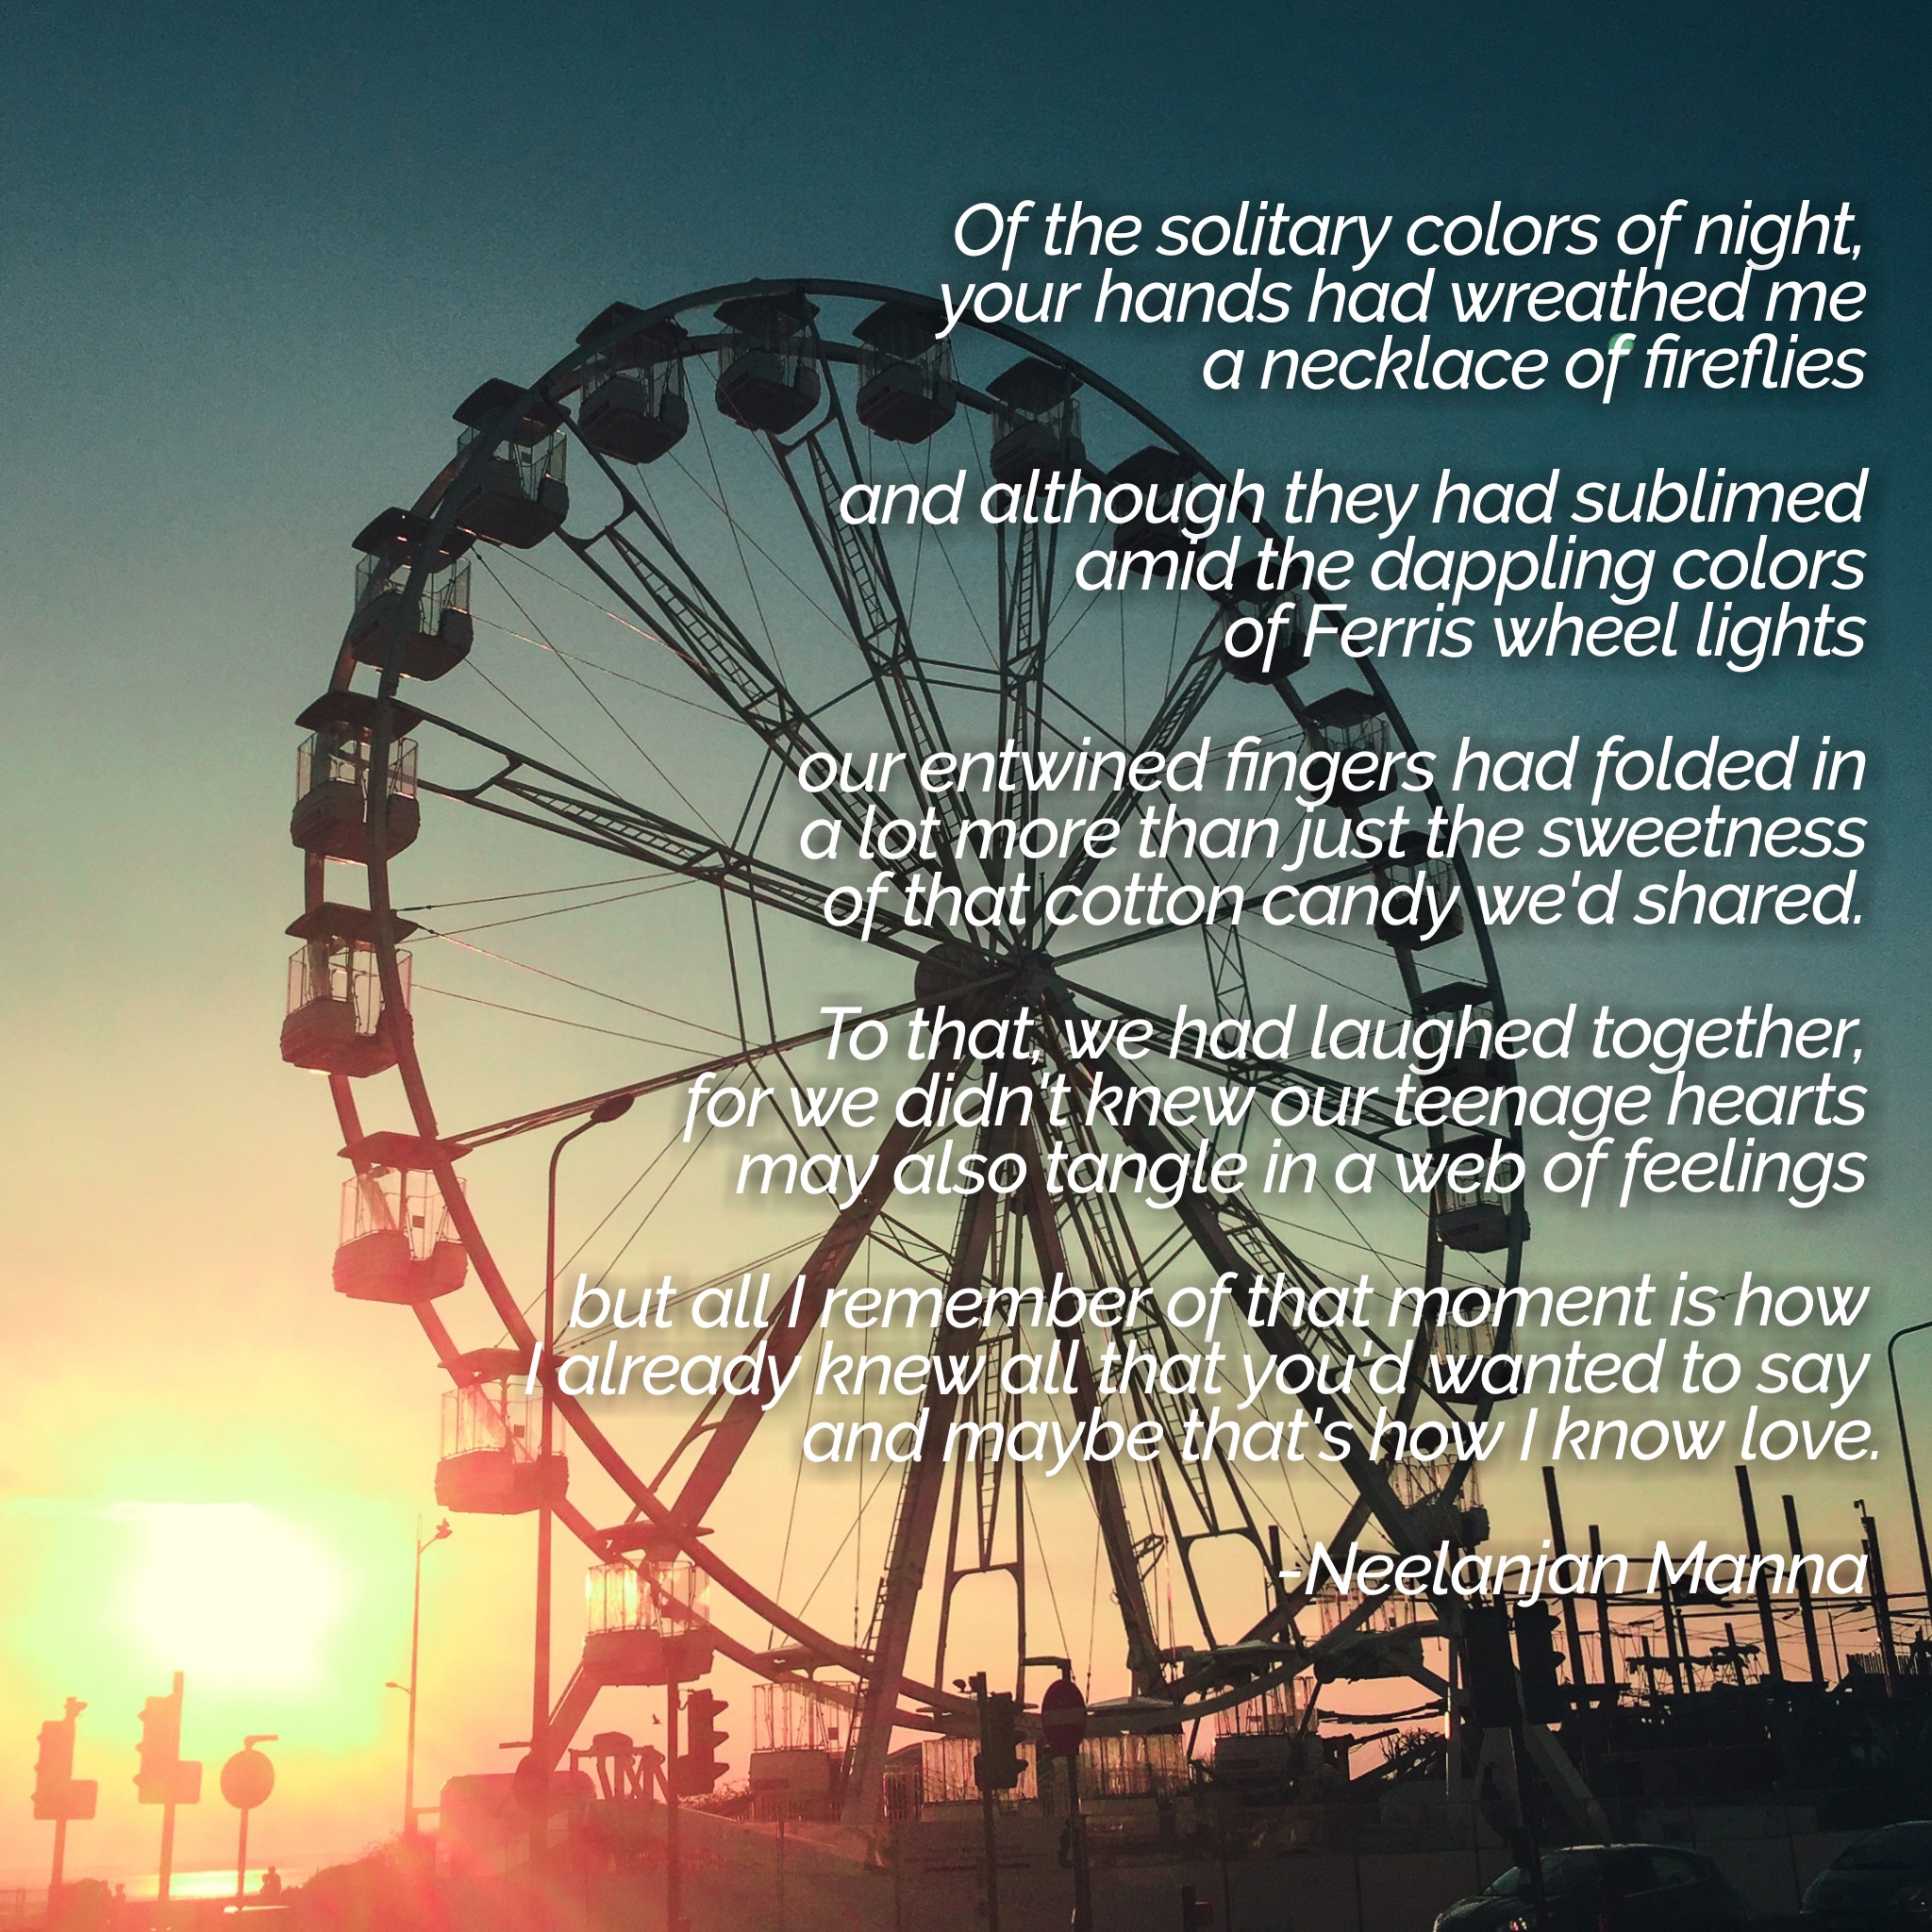 Of the solitary colors of night,
your hands had wreathed me
a necklace of fireflies
and although they had sublimed
amid the dappling colors
of Ferris wheel lights
our entwined fingers had folded in
a lot more than just the sweetness
of that cotton candy we'd shared.
To that, we had laughed together,
for we didn't knew our teenage hearts
may also tangle in a web of feelings
but all I remember of that moment is how
I already knew all that you'd wanted to say
and maybe that's how I know love.
-Neelanjan Manna